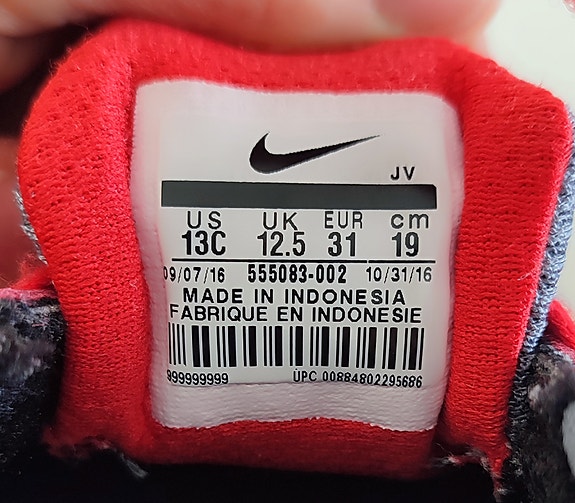 JV
US UK EUR cm
13C 12.5 31 19
09/07/16 555083-002 10/31/16
MADE IN INDONESIA
FABRIQUE EN INDONESIE
999999999 UPC 00884802295686